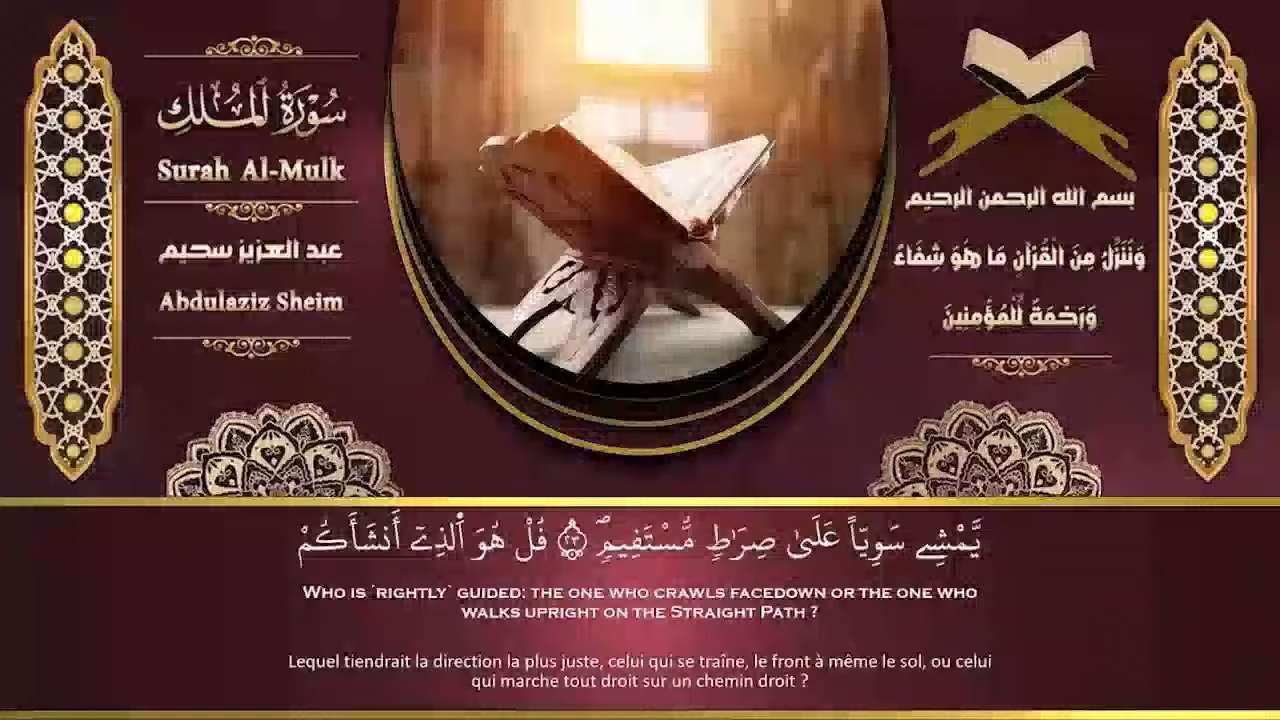 سُورَةُ الْمُلْكِ
Surah Al-Mulk
عبد العزيز سحيم
Abdulaziz Sheim
بسم الله الرحمن الرحيم
وَنُنَزِّلُ مِنَ الْقُرْآنِ مَا هُوَ شِفَاءٌ
وَرَحْمَةٌ لِّلْمُؤْمِنِينَ
يَّمْشِے سَوِيّاً عَلَىٰ صِرَٰطٖ مُّسْتَقِيمٖۖ ۝٢٣ قُلْ هُوَ اَ۬لذِےٓ أَنشَأَكُمْ
WHO IS ´RIGHTLY` GUIDED: THE ONE WHO CRAWLS FACEDOWN OR THE ONE WHO
WALKS UPRIGHT ON THE STRAIGHT PATH ?
Lequel tiendrait la direction la plus juste, celui qui se traîne, le front à même le sol, ou celui
qui marche tout droit sur un chemin droit ?